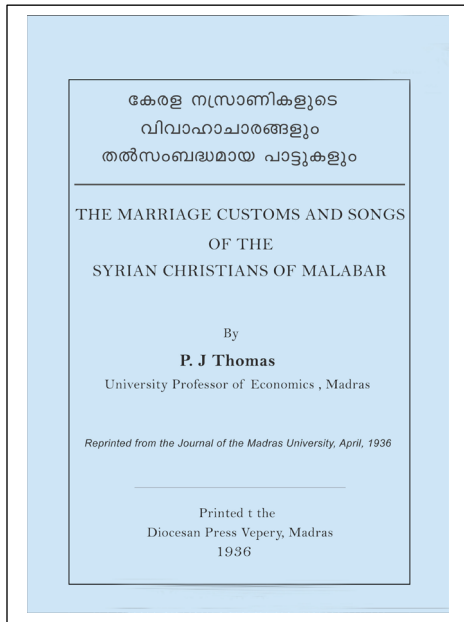 കേരള നസ്രാണികളുടെ
വിവാഹാചാരങ്ങളും
തൽസംബദ്ധമായ പാട്ടുകളും
THE MARRIAGE CUSTOMS AND SONGS
OF THE
SYRIAN CHRISTIANS OF MALABAR
By
P. J Thomas
University Professor of Economics , Madras
Reprinted from the Journal of the Madras University, April, 1936
Printed t the
Diocesan Press Vepery, Madras
1936